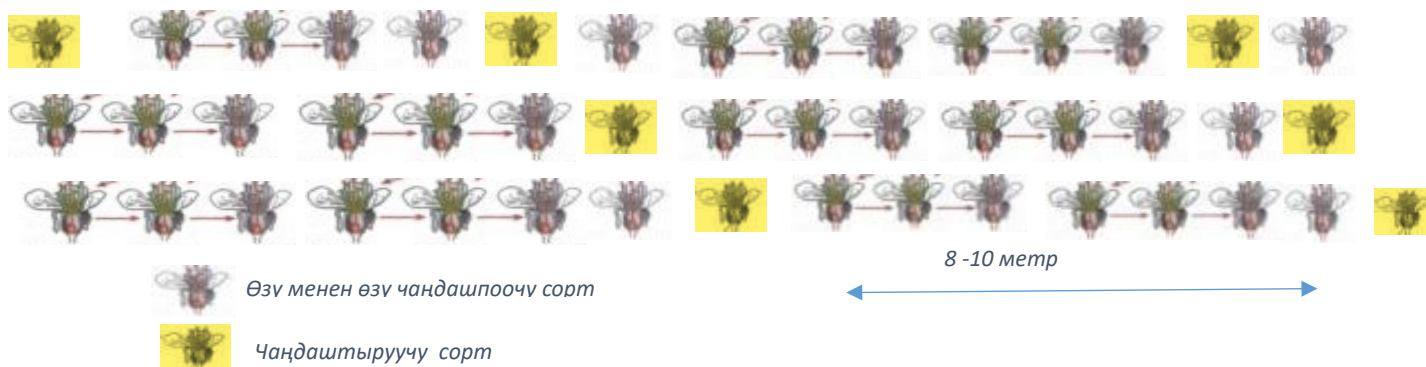 8 -10 метр
Өзү менен өзү чаңдашпоочу сорт
Чаңдаштыруучу сорт